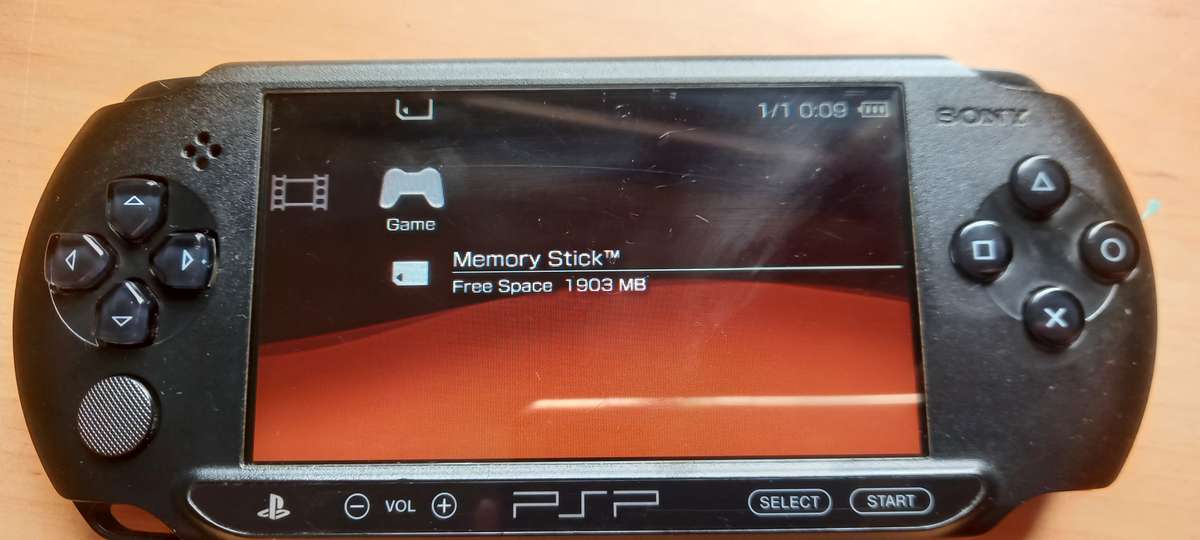 1/1 0:09
SONY
Game
Memory Stick™
Free Space 1903 MB
VOL
PSP
SELECT
START